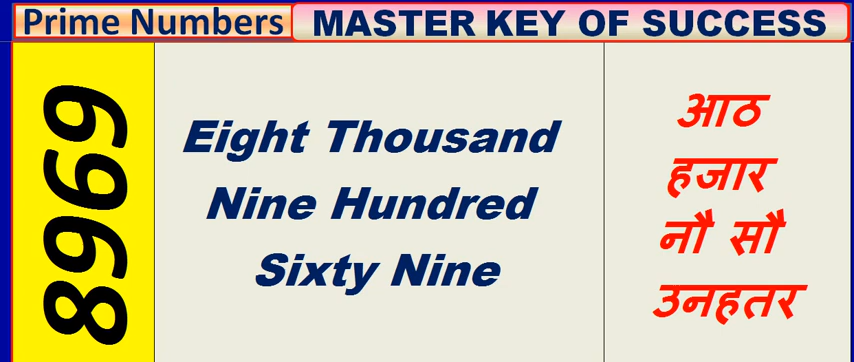 Prime Numbers
MASTER KEY OF SUCCESS
8969
Eight Thousand
Nine Hundred
Sixty Nine
आठ
हजार
नौ सौ
उनहतर